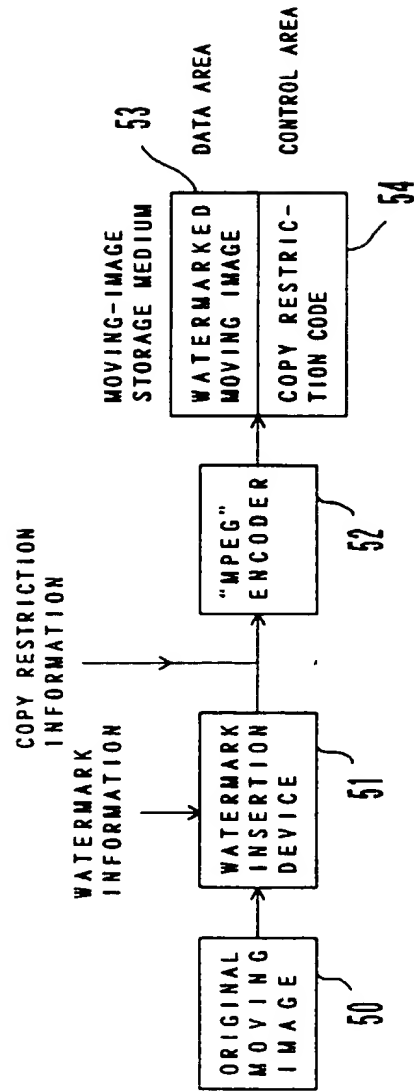 COPY RESTRICTION
INFORMATION
WATERMARK
INFORMATION
ORIGINAL
MOVING
IMAGE
50
WATERMARK
INSERTION
DEVICE
51
"MPEG"
ENCODER
52
MOVING-IMAGE
STORAGE MEDIUM
WATERMARKED
MOVING IMAGE
53
DATA AREA
COPY RESTRIC-
TION CODE
54
CONTROL AREA